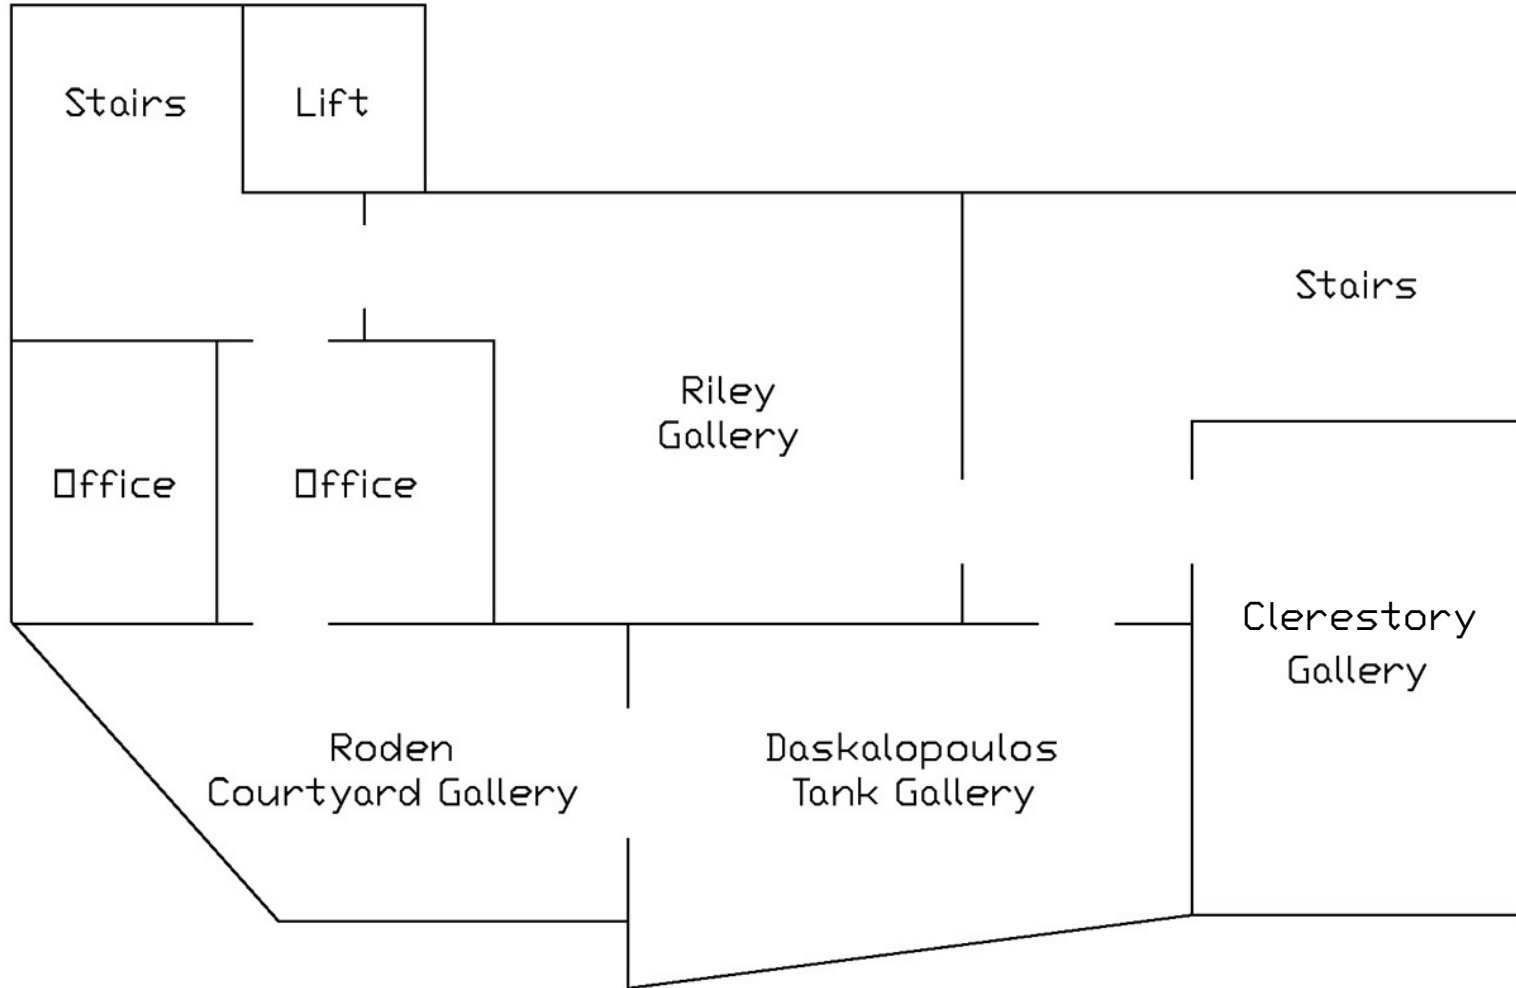 Stairs
Lift
Stairs
Riley
Gallery
Office
Office
Clerestory
Gallery
Roden
Courtyard Gallery
Daskalopoulos
Tank Gallery